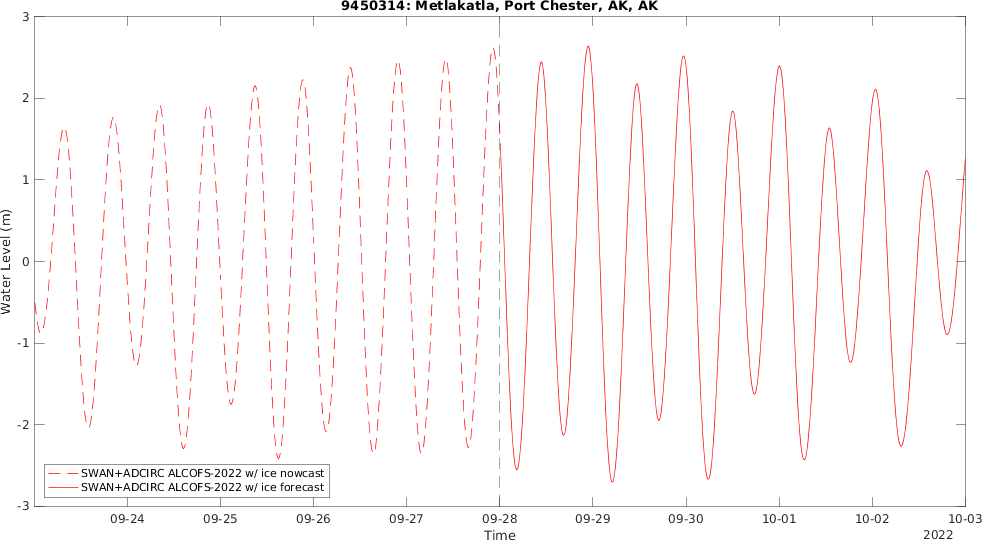 9450314: Metlakatla, Port Chester, AK, AK
3
2
1
0
-1
-2
-3
Water Level (m)
SWAN+ADCIRC ALCOFS-2022 w/ ice nowcast
SWAN+ADCIRC ALCOFS-2022 w/ ice forecast
09-24 09-25 09-26 09-27 09-28 09-29 09-30 10-01 10-02 10-03
Time
2022